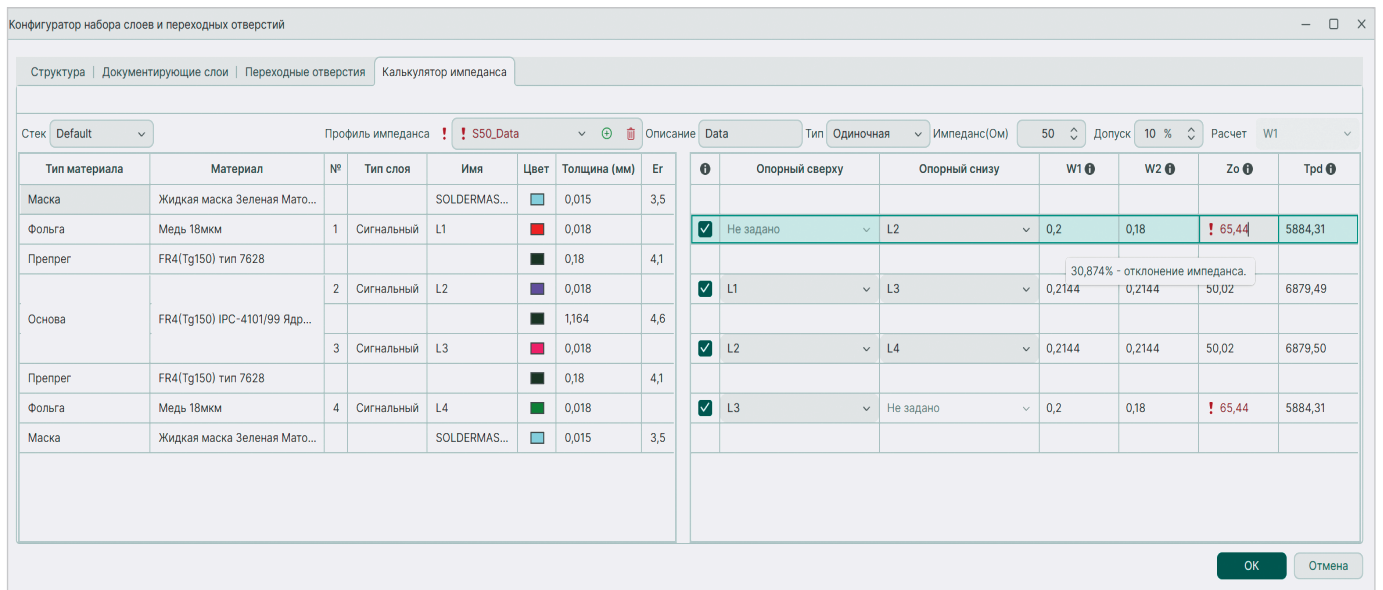 Конфигуратор набора слоев и переходных отверстий
Структура | Документирующие слои | Переходные отверстия Калькулятор импеданса
Стек Default Профиль импеданса ! ! S50_Data Описание Data Тип Одиночная Импеданс(Ом) 50 Допуск 10 % Расчет W1
Тип материала Материал № Тип слоя Имя Цвет Толщина (мм) Er Опорный сверху Опорный снизу W1 W2 Zo Tpd
Маска Жидкая маска Зеленая Мато... SOLDERMAS... 0,015 3,5
Фольга Медь 18мкм 1 Сигнальный L1 0,018 Не задано L2 0,2 0,18 ! 65,44 5884,31
Препрег FR4(Tg150) тип 7628 0,18 4,1
30,874% - отклонение импеданса.
2 Сигнальный L2 0,018 L1 L3 0,2144 0,2144 50,02 6879,49
Основа FR4(Tg150) IPC-4101/99 Ядр... 1,164 4,6
3 Сигнальный L3 0,018 L2 L4 0,2144 0,2144 50,02 6879,50
Препрег FR4(Tg150) тип 7628 0,18 4,1
Фольга Медь 18мкм 4 Сигнальный L4 0,018 L3 Не задано 0,2 0,18 ! 65,44 5884,31
Маска Жидкая маска Зеленая Мато... SOLDERMAS... 0,015 3,5
ОК Отмена